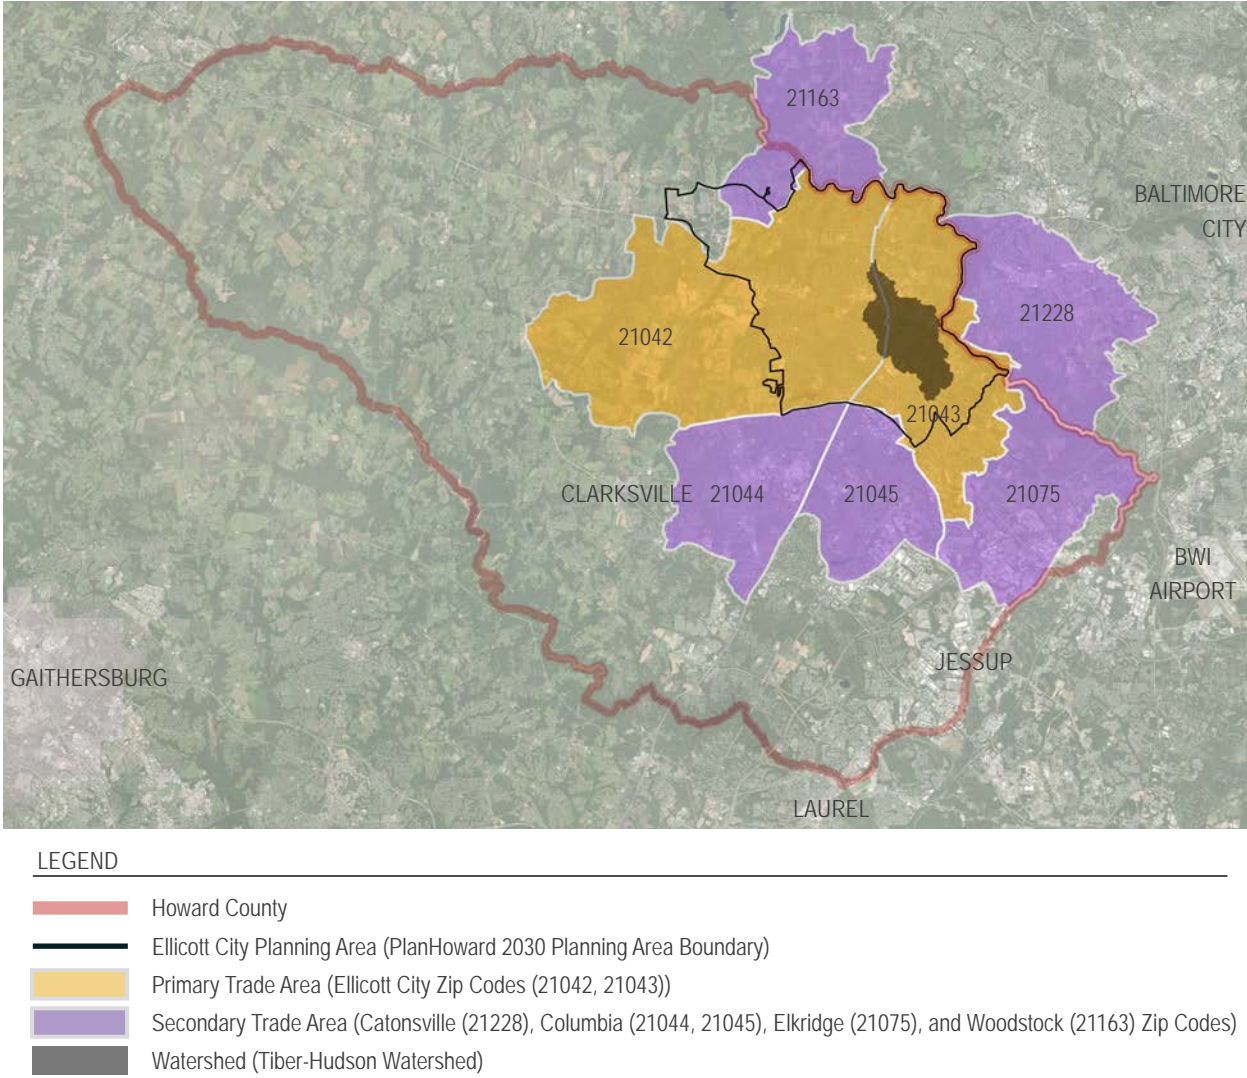 21163
BALTIMORE
CITY
21228
21042
21043
CLARKSVILLE
21044
21045
21075
BWI
AIRPORT
JESSUP
GAITHERSBURG
LAUREL
LEGEND
Howard County
Ellicott City Planning Area (PlanHoward 2030 Planning Area Boundary)
Primary Trade Area (Ellicott City Zip Codes (21042, 21043))
Secondary Trade Area (Catonsville (21228), Columbia (21044, 21045), Elkridge (21075), and Woodstock (21163) Zip Codes)
Watershed (Tiber-Hudson Watershed)